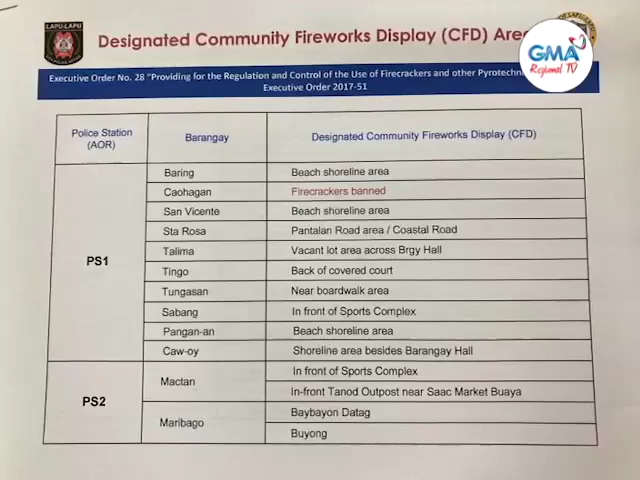 LAPU-LAPU
Designated Community Fireworks Display (CFD) Area
GMA
Regional TV
Executive Order No. 28 "Providing for the Regulation and Control of the Use of Firecrackers and other Pyrotechn
Executive Order 2017-51
Police Station (AOR) Barangay Designated Community Fireworks Display (CFD)
PS1
Baring Beach shoreline area
Caohagan Firecrackers banned
San Vicente Beach shoreline area
Sta Rosa Pantalan Road area / Coastal Road
Talima Vacant lot area across Brgy Hall
Tingo Back of covered court
Tungasan Near boardwalk area
Sabang In front of Sports Complex
Pangan-an Beach shoreline area
Caw-oy Shoreline area besides Barangay Hall
PS2
Mactan In front of Sports Complex
In-front Tanod Outpost near Saac Market Buaya
Maribago Baybayon Datag
Buyong